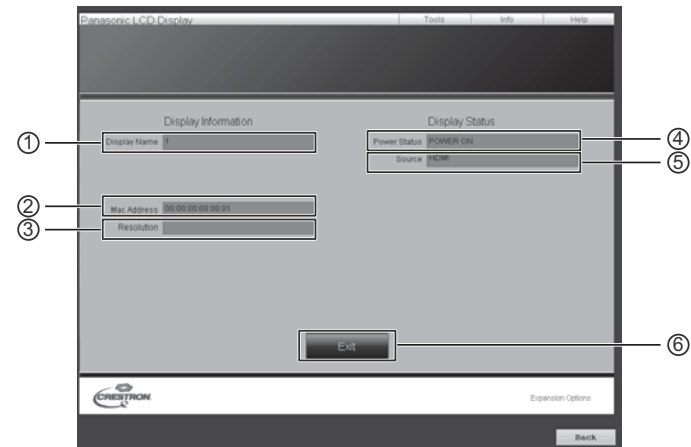 Panasonic LCD Display Tools Info Help
Display Information
Display Status
① Display Name 1
Power Status POWER ON ④
Source HDMI ⑤
② Mac Address 00:00:00:00:00:01
③ Resolution
Exit ⑥
CRESTRON
Expansion Options
Back